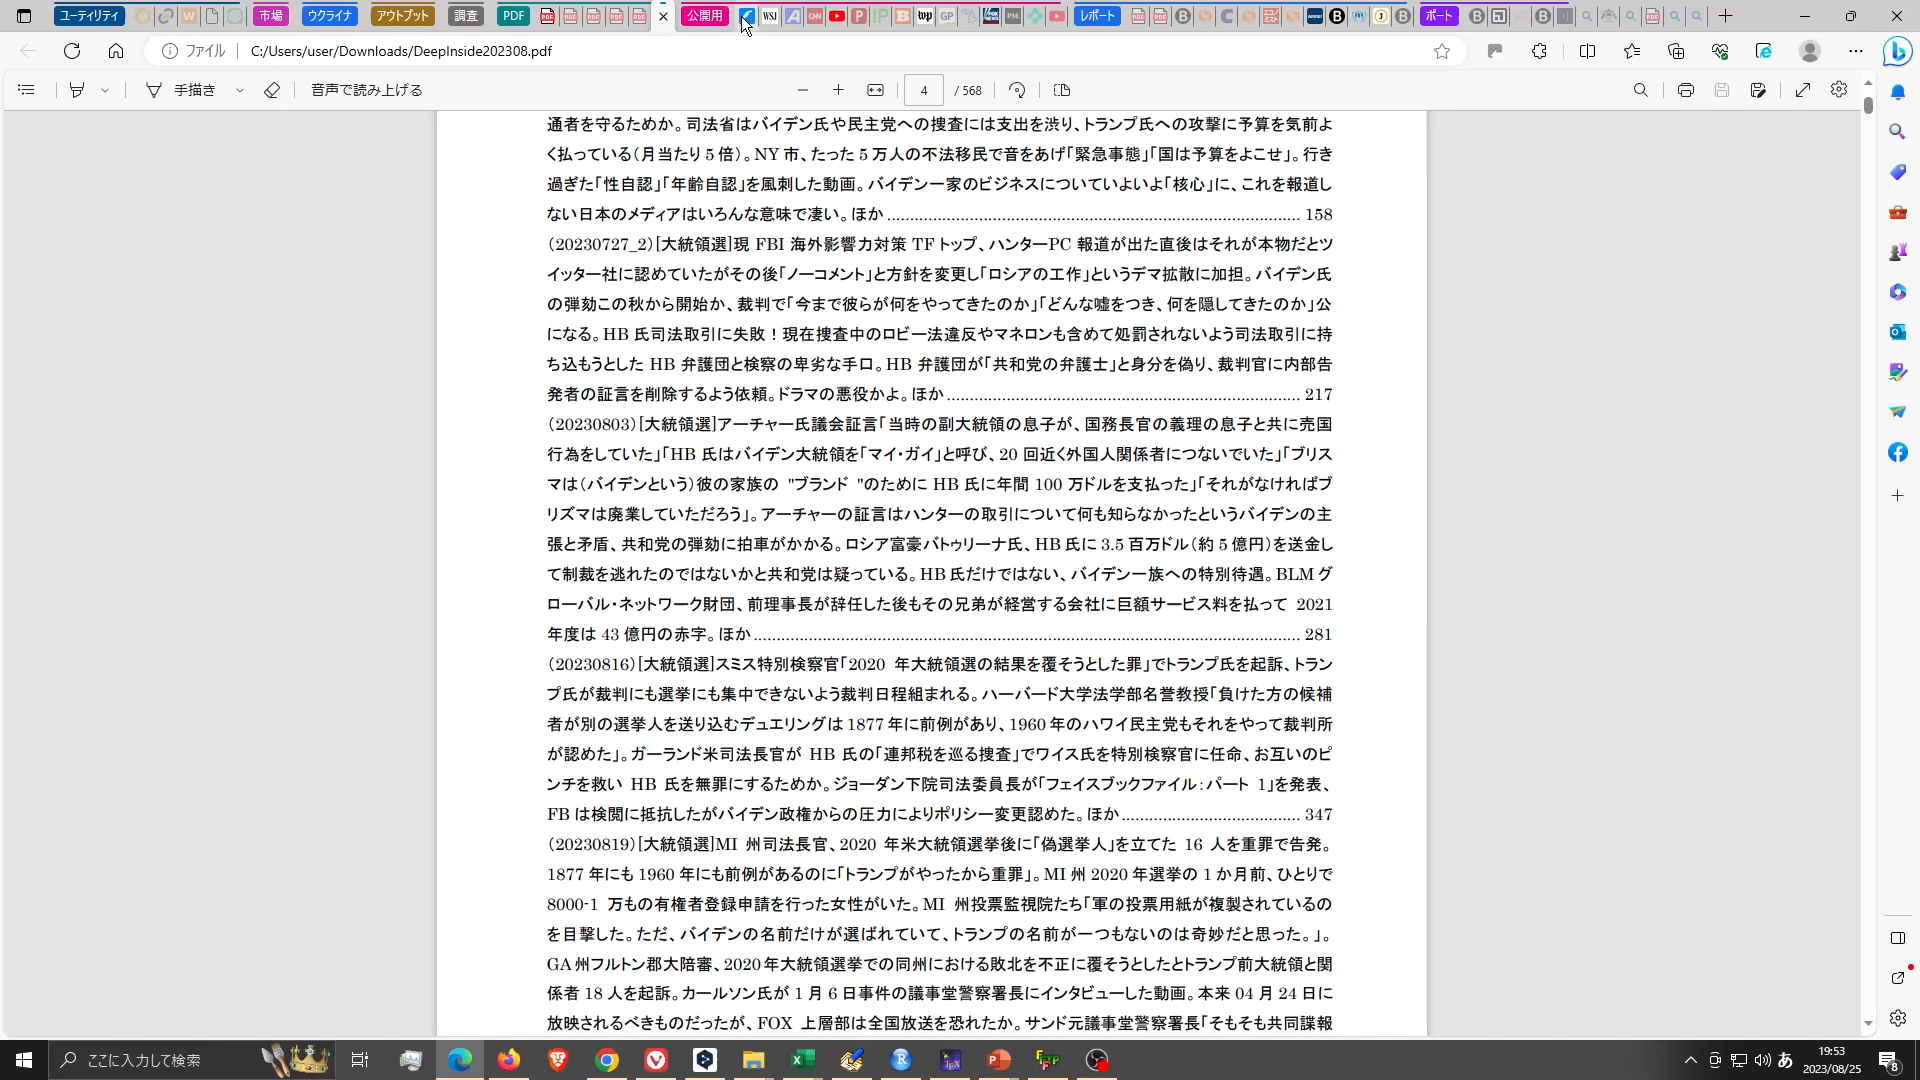 ユーティリティ 市場 ウクライナ アウトプット 調査 PDF 公開用 レポート ポート
ファイル C:/Users/user/Downloads/DeepInside202308.pdf
手描き 音声で読み上げる 4 / 568
通者を守るためか。司法省はバイデン氏や民主党への捜査には支出を渋り、トランプ氏への攻撃に予算を気前よ
く払っている(月当たり5倍)。NY市、たった5万人の不法移民で音をあげ「緊急事態」「国は予算をよこせ」。行き
過ぎた「性自認」「年齢自認」を風刺した動画。バイデン一家のビジネスについていよいよ「核心」に、これを報道し
ない日本のメディアはいろんな意味で凄い。ほか ........ 158
(20230727_2)[大統領選]現 FBI 海外影響力対策 TFトップ、ハンターPC 報道が出た直後はそれが本物だとツ
イッター社に認めていたがその後「ノーコメント」と方針を変更し「ロシアの工作」というデマ拡散に加担。バイデン氏
の弾劾この秋から開始か、裁判で「今まで彼らが何をやってきたのか」「どんな嘘をつき、何を隠してきたのか」公
になる。HB 氏司法取引に失敗！現在捜査中のロビー法違反やマネロンも含めて処罰されないよう司法取引に持
ち込もうとした HB 弁護団と検察の卑劣な手口。HB 弁護団が「共和党の弁護士」と身分を偽り、裁判官に内部告
発者の証言を削除するよう依頼。ドラマの悪役かよ。ほか ........ 217
(20230803)[大統領選]アーチャー氏議会証言「当時の副大統領の息子が、国務長官の義理の息子と共に売国
行為をしていた」「HB 氏はバイデン大統領を「マイ・ガイ」と呼び、20 回近く外国人関係者につないでいた」「ブリス
マは(バイデンという)彼の家族の "ブランド "のために HB 氏に年間 100 万ドルを支払った」「それがなければブ
リズマは廃業していただろう」。アーチャーの証言はハンターの取引について何も知らなかったというバイデンの主
張と矛盾、共和党の弾劾に拍車がかかる。ロシア富豪バトゥリーナ氏、HB 氏に 3.5 百万ドル(約 5 億円)を送金し
て制裁を逃れたのではないかと共和党は疑っている。HB氏だけではない、バイデン一族への特別待遇。BLMグ
ローバル・ネットワーク財団、前理事長が辞任した後もその兄弟が経営する会社に巨額サービス料を払って 2021
年度は 43 億円の赤字。ほか ........ 281
(20230816)[大統領選]スミス特別検察官「2020 年大統領選の結果を覆そうとした罪」でトランプ氏を起訴、トラン
プ氏が裁判にも選挙にも集中できないよう裁判日程組まれる。ハーバード大学法学部名誉教授「負けた方の候補
者が別の選挙人を送り込むデュエリングは 1877 年に前例があり、1960 年のハワイ民主党もそれをやって裁判所
が認めた」。ガーランド米司法長官が HB 氏の「連邦税を巡る捜査」でワイス氏を特別検察官に任命、お互いのピ
ンチを救い HB 氏を無罪にするためか。ジョーダン下院司法委員長が「フェイスブックファイル：パート 1」を発表、
FB は検閲に抵抗したがバイデン政権からの圧力によりポリシー変更認めた。ほか ........ 347
(20230819)[大統領選]MI 州司法長官、2020 年米大統領選挙後に「偽選挙人」を立てた 16 人を重罪で告発。
1877 年にも 1960 年にも前例があるのに「トランプがやったから重罪」。MI 州 2020 年選挙の 1 か月前、ひとりで
8000-1 万もの有権者登録申請を行った女性がいた。MI 州投票監視院たち「軍の投票用紙が複製されているの
を目撃した。ただ、バイデンの名前だけが選ばれていて、トランプの名前が一つもないのは奇妙だと思った。」。
GA州フルトン郡大陪審、2020年大統領選挙での同州における敗北を不正に覆そうとしたとトランプ前大統領と関
係者 18 人を起訴。カールソン氏が 1 月 6 日事件の議事堂警察署長にインタビューした動画。本来 04 月 24 日に
放映されるべきものだったが、FOX 上層部は全国放送を恐れたか。サンド元議事堂警察署長「そもそも共同諜報
ここに入力して検索 あ 19:53
2023/08/25 8